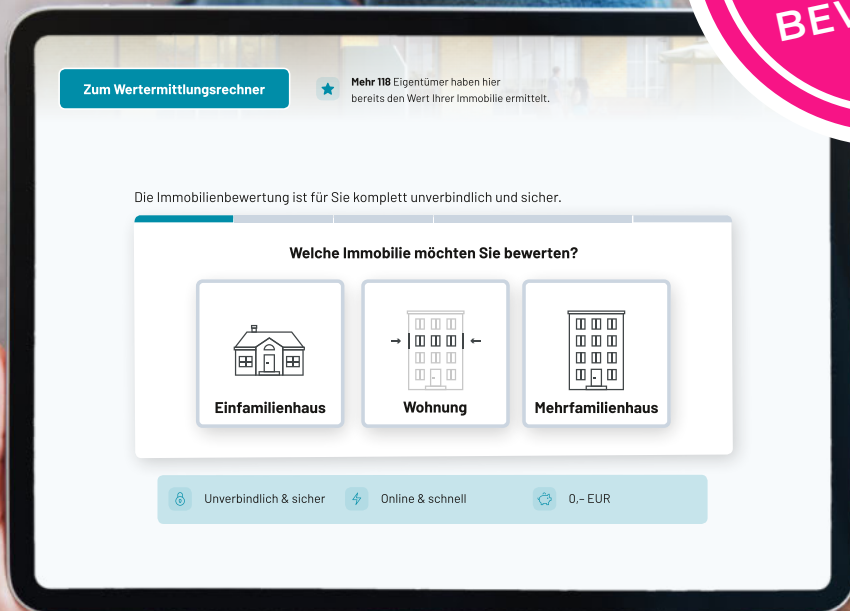 Zum Wertermittlungsrechner
Mehr 118 Eigentümer haben hier
bereits den Wert Ihrer Immobilie ermittelt.
Die Immobilienbewertung ist für Sie komplett unverbindlich und sicher.
Welche Immobilie möchten Sie bewerten?
Einfamilienhaus
Wohnung
Mehrfamilienhaus
Unverbindlich & sicher
Online & schnell
0,– EUR